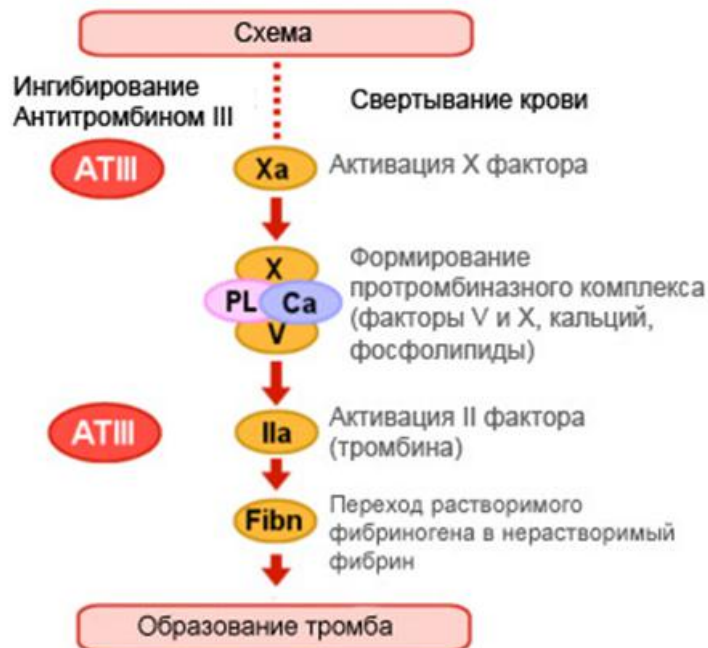 Схема
Ингибирование
Антитромбином III
Свертывание крови
ATIII
Xa
Активация X фактора
X
PL
Ca
V
Формирование
протромбиназного комплекса
(факторы V и X, кальций,
фосфолипиды)
ATIII
IIa
Активация II фактора
(тромбина)
Fibn
Переход растворимого
фибриногена в нерастворимый
фибрин
Образование тромба